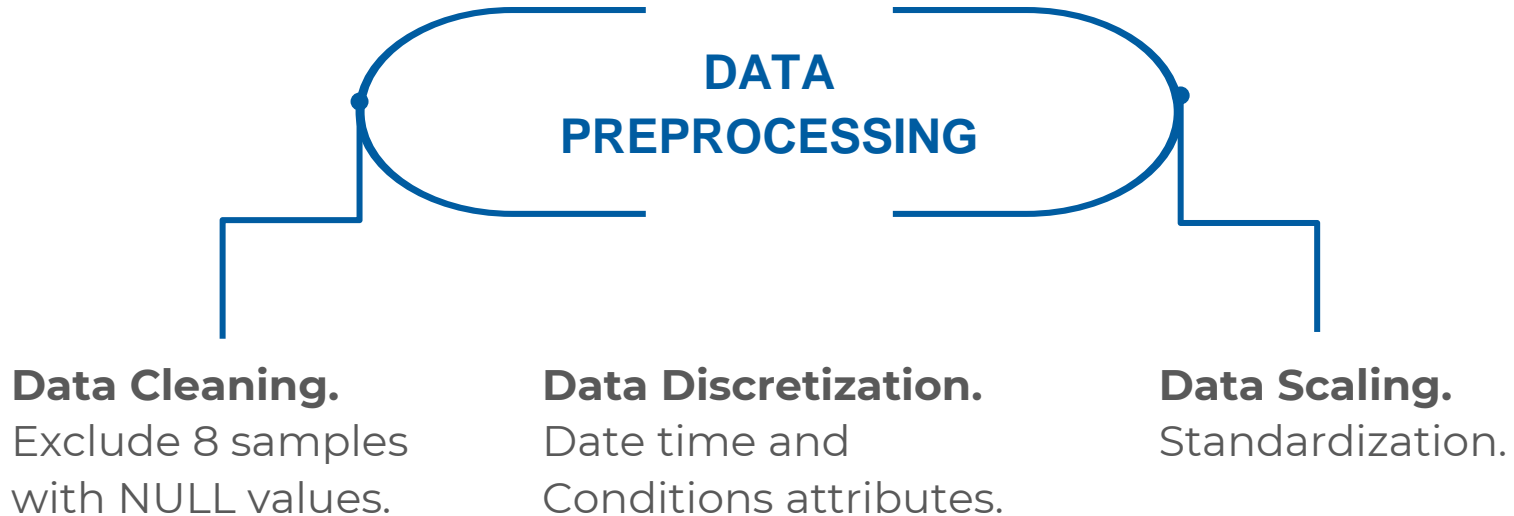 DATA
PREPROCESSING
Data Cleaning.
Exclude 8 samples
with NULL values.
Data Discretization.
Date time and
Conditions attributes.
Data Scaling.
Standardization.